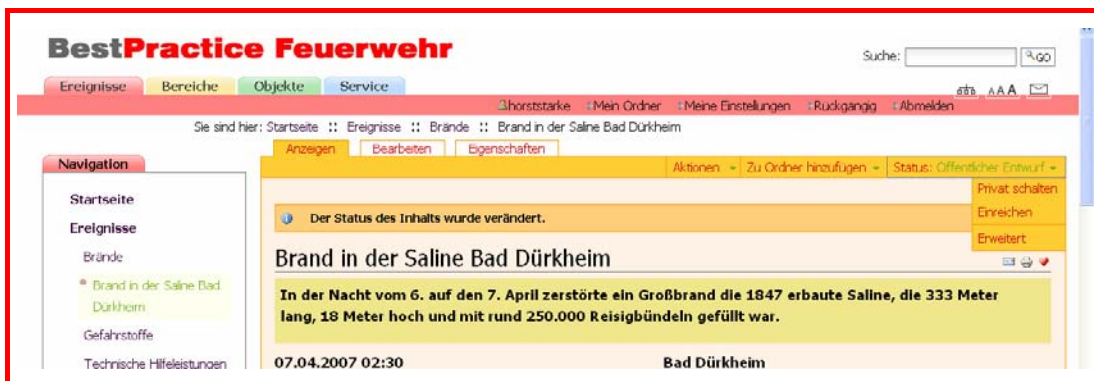 BestPractice Feuerwehr
Suche:
GO
Ereignisse Bereiche Objekte Service
AAA
horststarke Mein Ordner Meine Einstellungen Rückgängig Abmelden
Sie sind hier: Startseite :: Ereignisse :: Brände :: Brand in der Saline Bad Dürkheim
Anzeigen Bearbeiten Eigenschaften
Navigation
Aktionen Zu Ordner hinzufügen Status: Öffentlicher Entwurf
Privat schalten
Einreichen
Erweitert
Startseite
Ereignisse
Brände
Brand in der Saline Bad
Dürkheim
Gefahrstoffe
Technische Hilfeleistungen
Der Status des Inhalts wurde verändert.
Brand in der Saline Bad Dürkheim
In der Nacht vom 6. auf den 7. April zerstörte ein Großbrand die 1847 erbaute Saline, die 333 Meter
lang, 18 Meter hoch und mit rund 250.000 Reisigbündeln gefüllt war.
07.04.2007 02:30 Bad Dürkheim